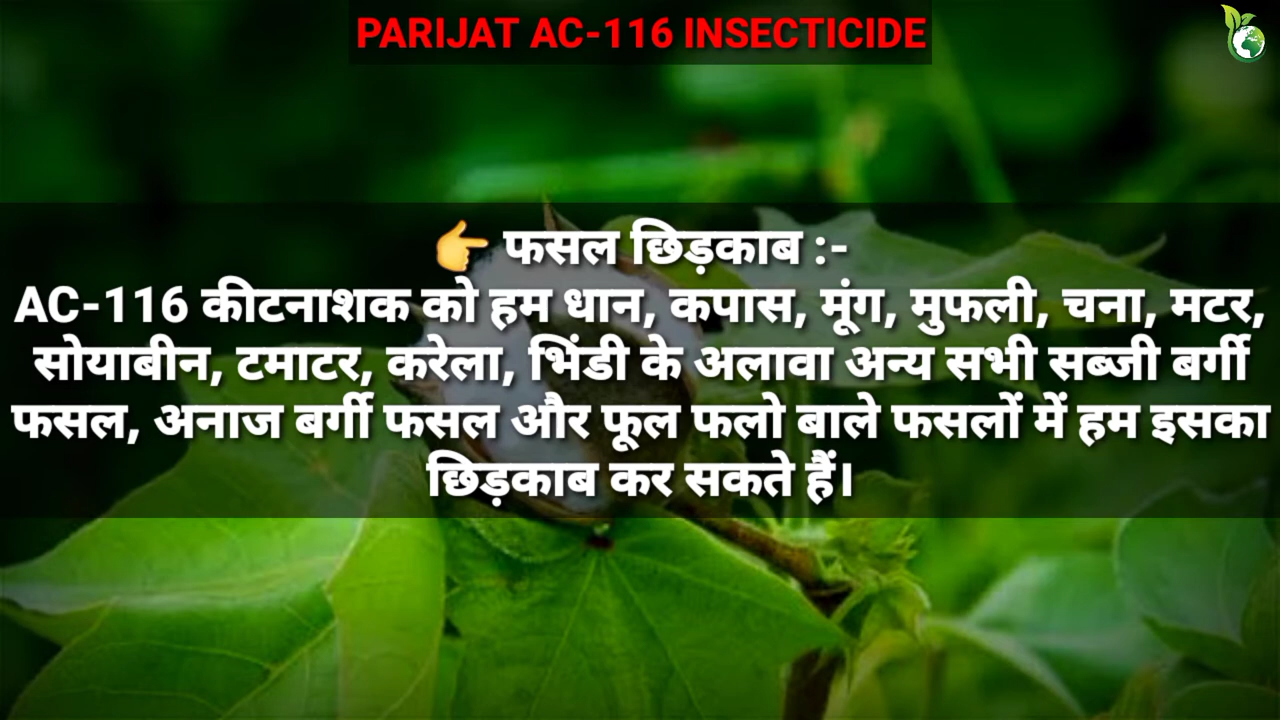 PARIJAT AC-116 INSECTICIDE
👉 फसल छिड़काब :-
AC-116 कीटनाशक को हम धान, कपास, मूंग, मुफली, चना, मटर,
सोयाबीन, टमाटर, करेला, भिंडी के अलावा अन्य सभी सब्जी बर्गी
फसल, अनाज बर्गी फसल और फूल फलो बाले फसलों में हम इसका
छिड़काब कर सकते हैं।